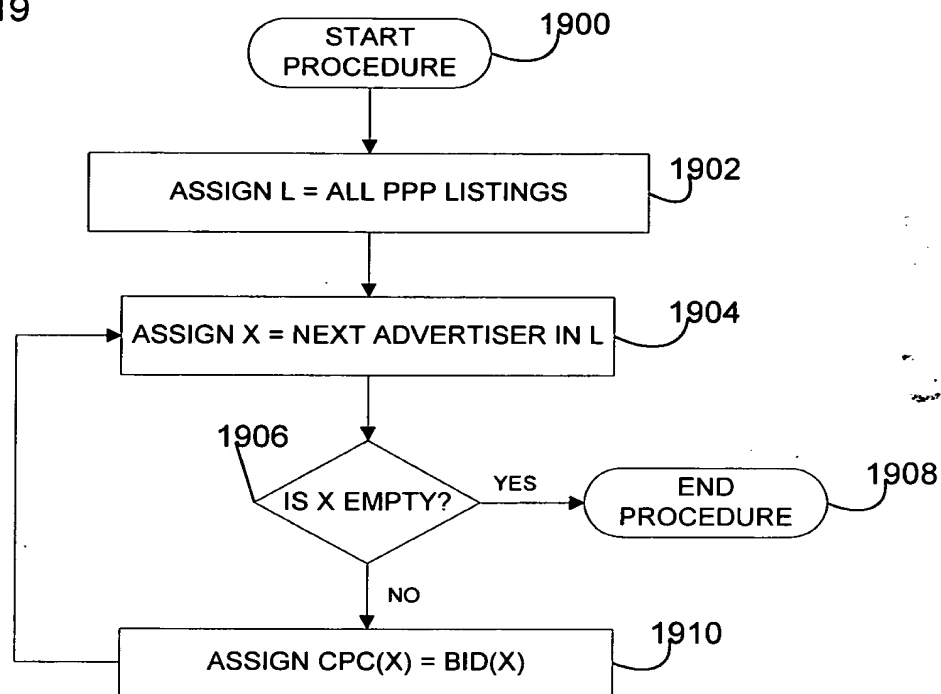 19
START
PROCEDURE
1900
ASSIGN L = ALL PPP LISTINGS
1902
ASSIGN X = NEXT ADVERTISER IN L
1904
1906
IS X EMPTY?
YES
END
PROCEDURE
1908
NO
ASSIGN CPC(X) = BID(X)
1910